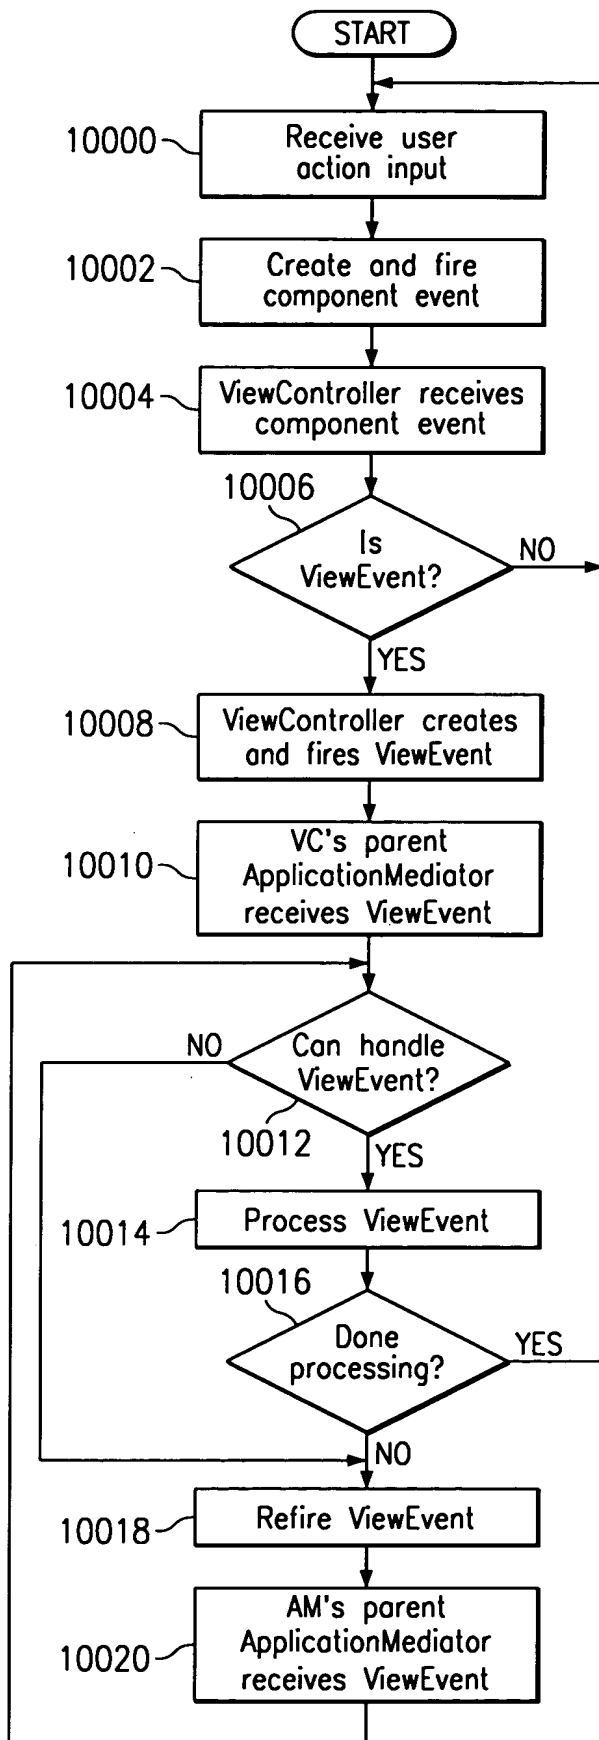 START
10000
Receive user
action input
10002
Create and fire
component event
10004
ViewController receives
component event
10006
Is
ViewEvent?
NO
YES
10008
ViewController creates
and fires ViewEvent
10010
VC's parent
ApplicationMediator
receives ViewEvent
NO
Can handle
ViewEvent?
10012
YES
10014
Process ViewEvent
10016
Done
processing?
YES
NO
10018
Refire ViewEvent
10020
AM's parent
ApplicationMediator
receives ViewEvent